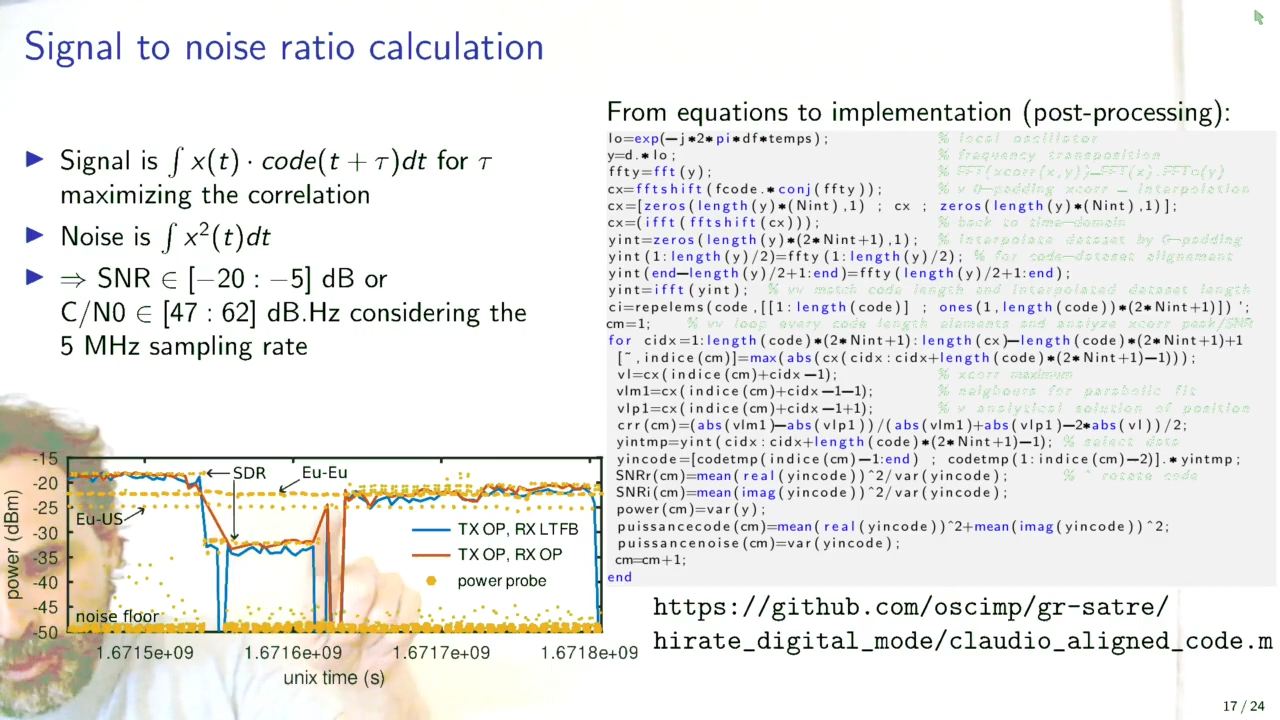 Signal to noise ratio calculation
▶ Signal is ∫ x(t) · code(t + τ)dt for τ
maximizing the correlation
▶ Noise is ∫ x²(t)dt
▶ ⇒ SNR ∈ [−20 : −5] dB or
C/N0 ∈ [47 : 62] dB.Hz considering the
5 MHz sampling rate
-15
-20
-25
-30
-35
-40
-45
-50
power (dBm)
SDR
Eu-Eu
Eu-US
TX OP, RX LTFB
TX OP, RX OP
power probe
noise floor
1.6715e+09
1.6716e+09
1.6717e+09
1.6718e+09
unix time (s)
From equations to implementation (post-processing):
lo=exp(−j*2*pi*df*temps); % local oscillator
y=d.*lo; % frequency transposition
ffty=fft(y); % FFT(xcorr(x,y)=FFT(x).FFT*(y)
cx=fftshift(fcode.*conj(ffty)); % v 0−padding xcorr = interpolation
cx=[zeros(length(y)*(Nint),1) ; cx ; zeros(length(y)*(Nint),1)];
cx=(ifft(fftshift(cx))); % back to time−domain
yint=zeros(length(y)*(2*Nint+1),1); % interpolate dataset by 0−padding
yint(1:length(y)/2)=ffty(1:length(y)/2); % for code−dataset alignement
yint(end−length(y)/2+1:end)=ffty(length(y)/2+1:end);
yint=ifft(yint); % vv match code length and interpolated dataset length
ci=repelems(code,[[1:length(code)] ; ones(1,length(code))*(2*Nint+1)])';
cm=1; % vv loop every code length elements and analyze xcorr peak/SNR
for cidx=1:length(code)*(2*Nint+1):length(cx)−length(code)*(2*Nint+1)+1
[~,indice(cm)]=max(abs(cx(cidx:cidx+length(code)*(2*Nint+1)−1)));
vl=cx(indice(cm)+cidx−1); % xcorr maximum
vlm1=cx(indice(cm)+cidx−1−1); % neighbours for parabolic fit
vlp1=cx(indice(cm)+cidx−1+1); % v analytical solution of position
crr(cm)=(abs(vlm1)−abs(vlp1))/(abs(vlm1)+abs(vlp1)−2*abs(vl))/2;
yintmp=yint(cidx:cidx+length(code)*(2*Nint+1)−1); % select data
yincode=[codetmp(indice(cm)−1:end) ; codetmp(1:indice(cm)−2)].*yintmp;
SNRr(cm)=mean(real(yincode))^2/var(yincode); % ^ rotate code
SNRi(cm)=mean(imag(yincode))^2/var(yincode);
power(cm)=var(y);
puissancecode(cm)=mean(real(yincode))^2+mean(imag(yincode))^2;
puissancenoise(cm)=var(yincode);
cm=cm+1;
end
https://github.com/oscimp/gr-satre/
hirate_digital_mode/claudio_aligned_code.m
17 / 24